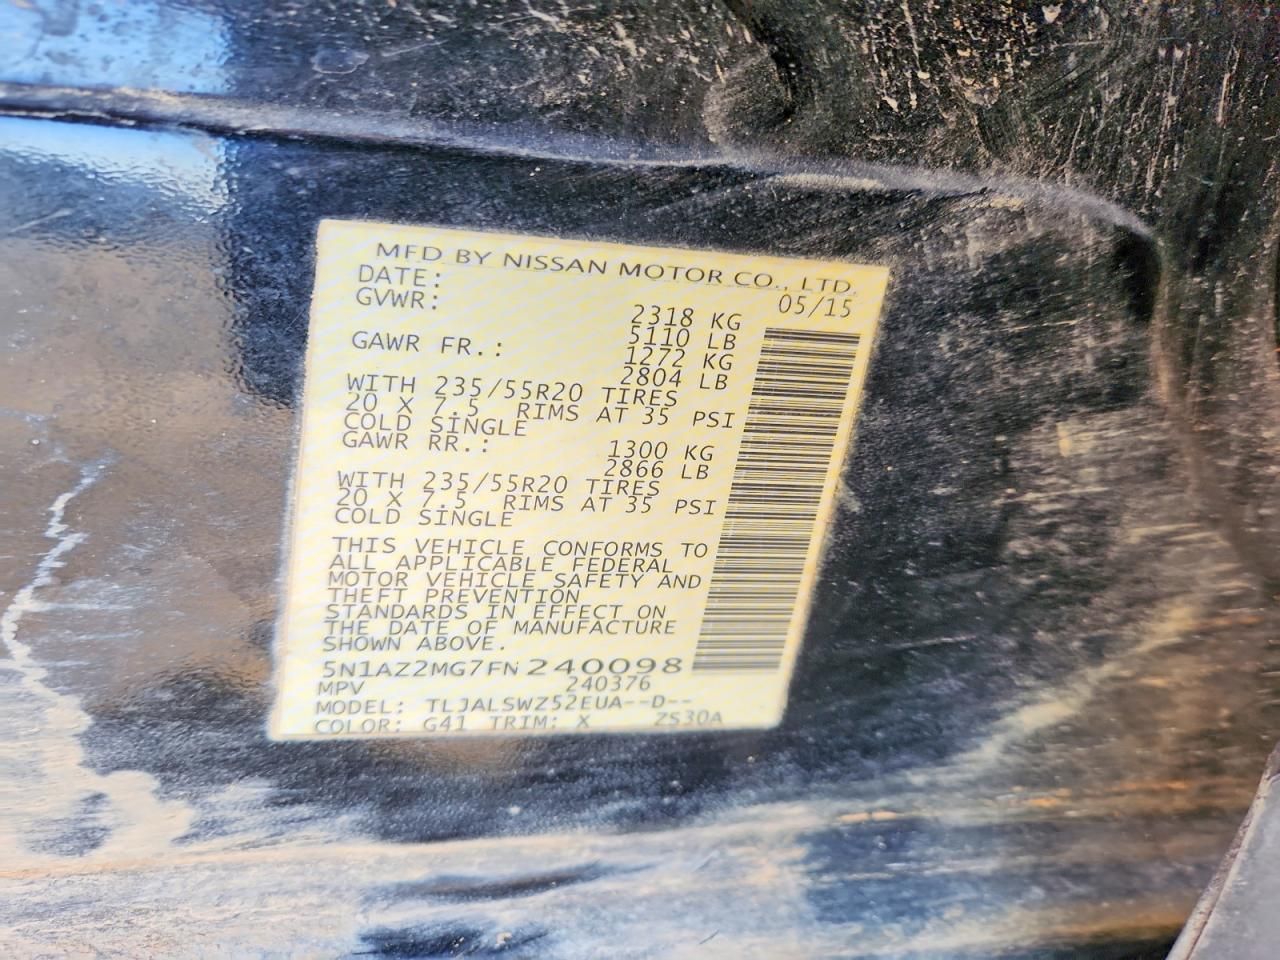 MFD BY NISSAN MOTOR CO., LTD.
DATE: 05/15
GVWR: 2318 KG
5110 LB
GAWR FR.: 1272 KG
2804 LB
WITH 235/55R20 TIRES
20 X 7.5 RIMS AT 35 PSI
COLD SINGLE
GAWR RR.: 1300 KG
2866 LB
WITH 235/55R20 TIRES
20 X 7.5 RIMS AT 35 PSI
COLD SINGLE
THIS VEHICLE CONFORMS TO
ALL APPLICABLE FEDERAL
MOTOR VEHICLE SAFETY AND
THEFT PREVENTION
STANDARDS IN EFFECT ON
THE DATE OF MANUFACTURE
SHOWN ABOVE.
5N1AZ2MG7FN240098
MPV 240376
MODEL: TLJALSWZ52EUA--D--
COLOR: G41 TRIM: X ZS30A